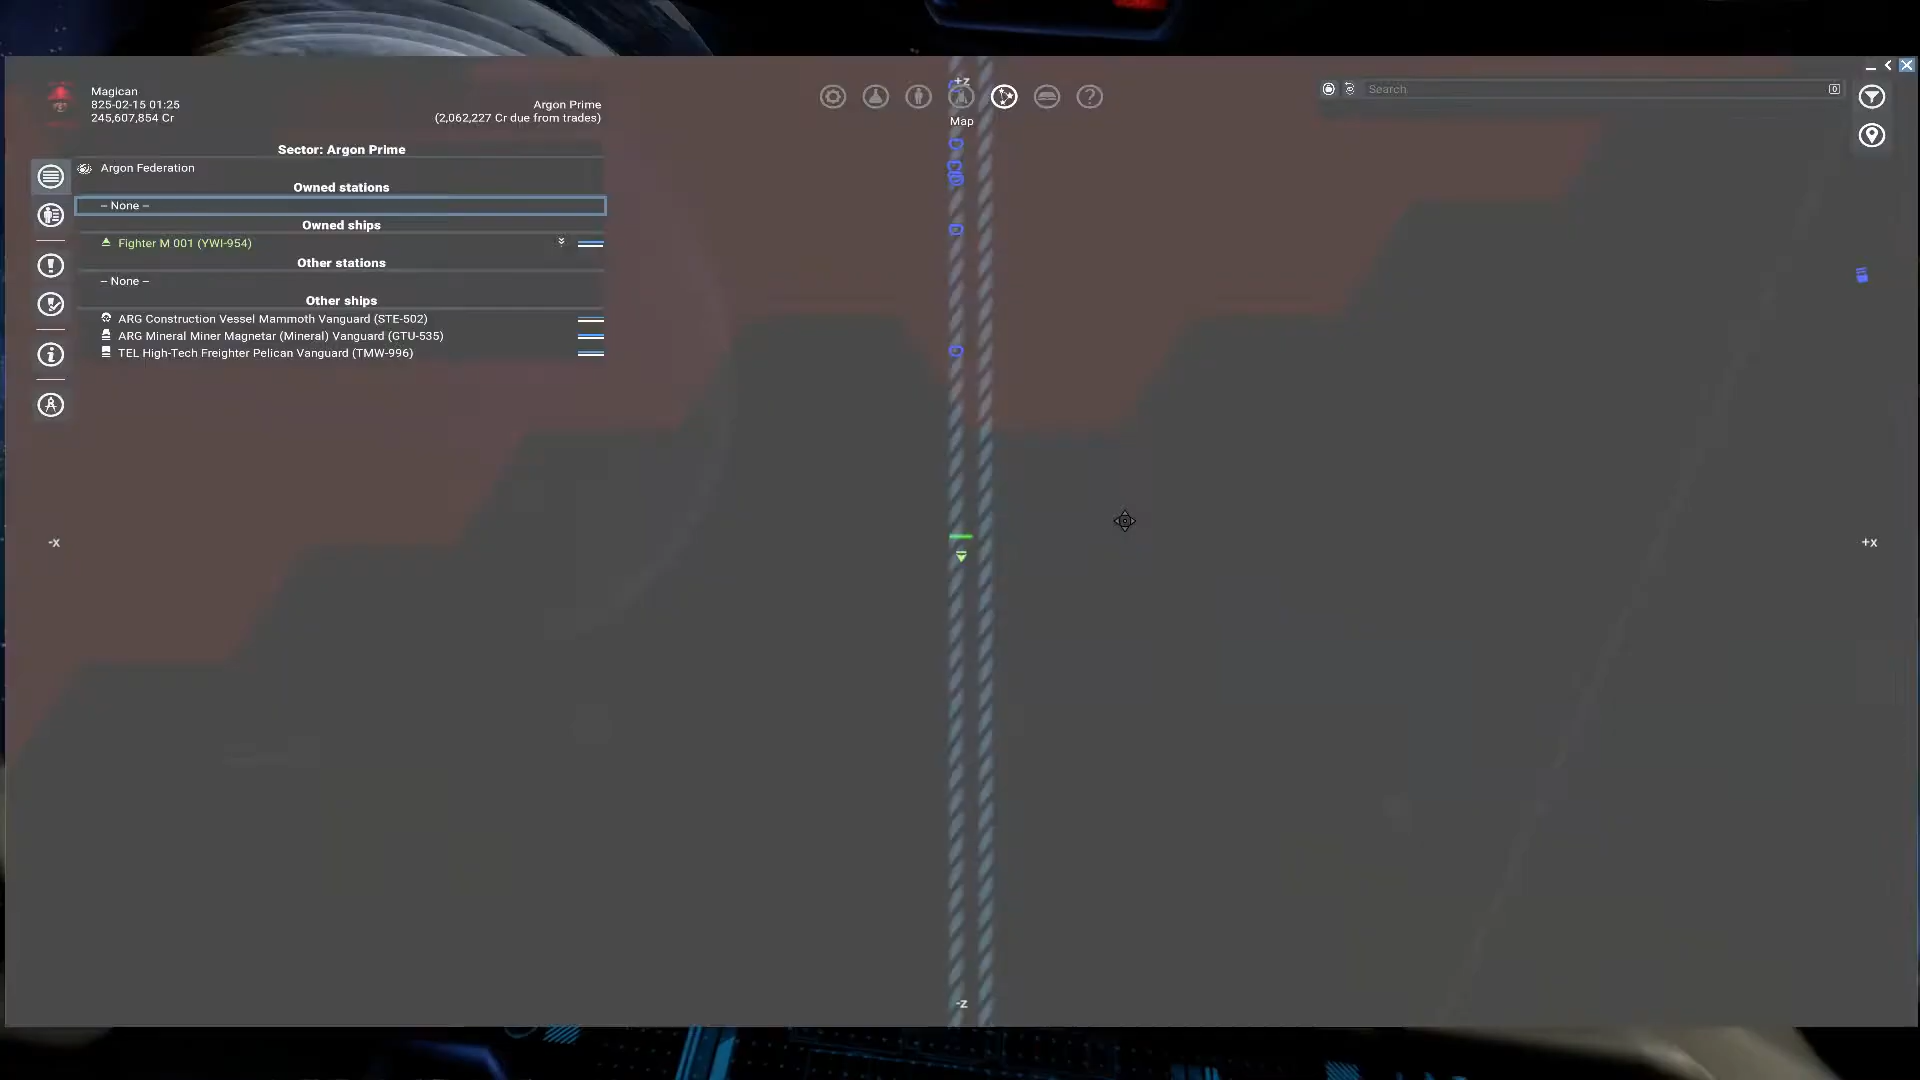 Magican
825-02-15 01:25
245,607,854 Cr
Argon Prime
(2,062,227 Cr due from trades)
+z
Map
?
Search
Sector: Argon Prime
Argon Federation
Owned stations
– None –
Owned ships
Fighter M 001 (YWI-954)
Other stations
– None –
Other ships
ARG Construction Vessel Mammoth Vanguard (STE-502)
ARG Mineral Miner Magnetar (Mineral) Vanguard (GTU-535)
TEL High-Tech Freighter Pelican Vanguard (TMW-996)
-x
+x
-z